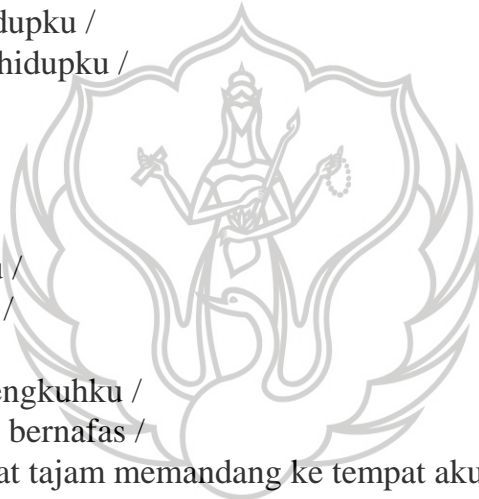 dupku /
hidupku /
u /
/
engkuhku /
bernafas /
at tajam memandang ke tempat aku